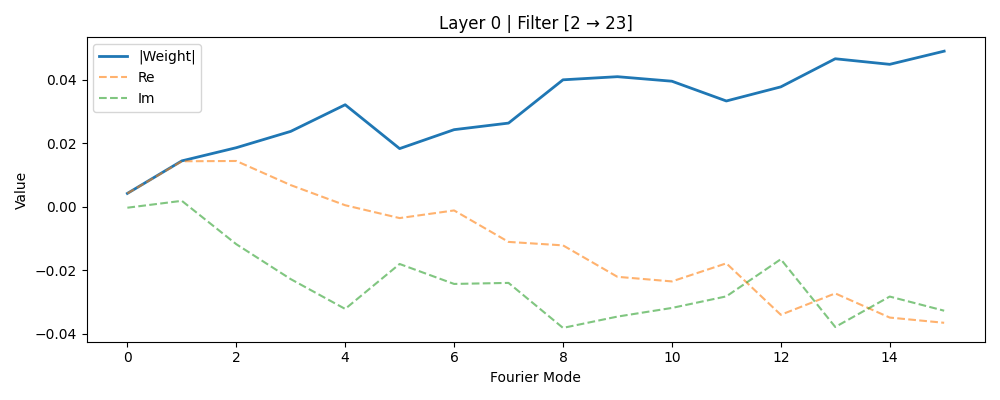 Layer 0 | Filter [2 → 23]
|Weight|
Re
Im
0.04
0.02
0.00
−0.02
−0.04
Value
0 2 4 6 8 10 12 14
Fourier Mode